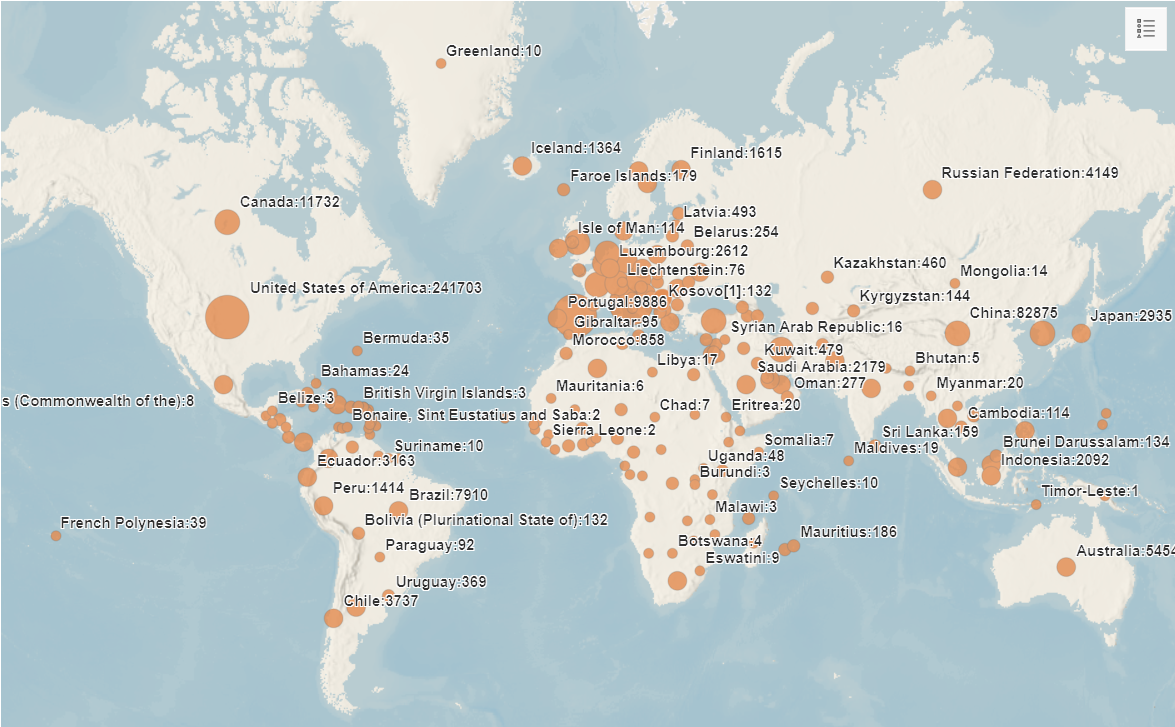 Greenland:10
Iceland:1364
Finland:1615
Faroe Islands:179
Russian Federation:4149
Canada:11732
Latvia:493
Isle of Man:114
Belarus:254
Luxembourg:2612
Liechtenstein:76
Kazakhstan:460
Mongolia:14
United States of America:241703
Kosovo[1]:132
Kyrgyzstan:144
Portugal:9886
China:82875
Japan:2935
Gibraltar:95
Syrian Arab Republic:16
Bermuda:35
Morocco:858
Kuwait:479
Libya:17
Bhutan:5
Bahamas:24
Saudi Arabia:2179
Mauritania:6
Oman:277
Myanmar:20
British Virgin Islands:3
Belize:3
s (Commonwealth of the):8
Chad:7
Eritrea:20
Bonaire, Sint Eustatius and Saba:2
Cambodia:114
Sierra Leone:2
Sri Lanka:159
Somalia:7
Brunei Darussalam:134
Suriname:10
Maldives:19
Uganda:48
Ecuador:3163
Indonesia:2092
Burundi:3
Seychelles:10
Peru:1414
Brazil:7910
Timor-Leste:1
Malawi:3
French Polynesia:39
Bolivia (Plurinational State of):132
Mauritius:186
Botswana:4
Paraguay:92
Australia:5454
Eswatini:9
Uruguay:369
Chile:3737